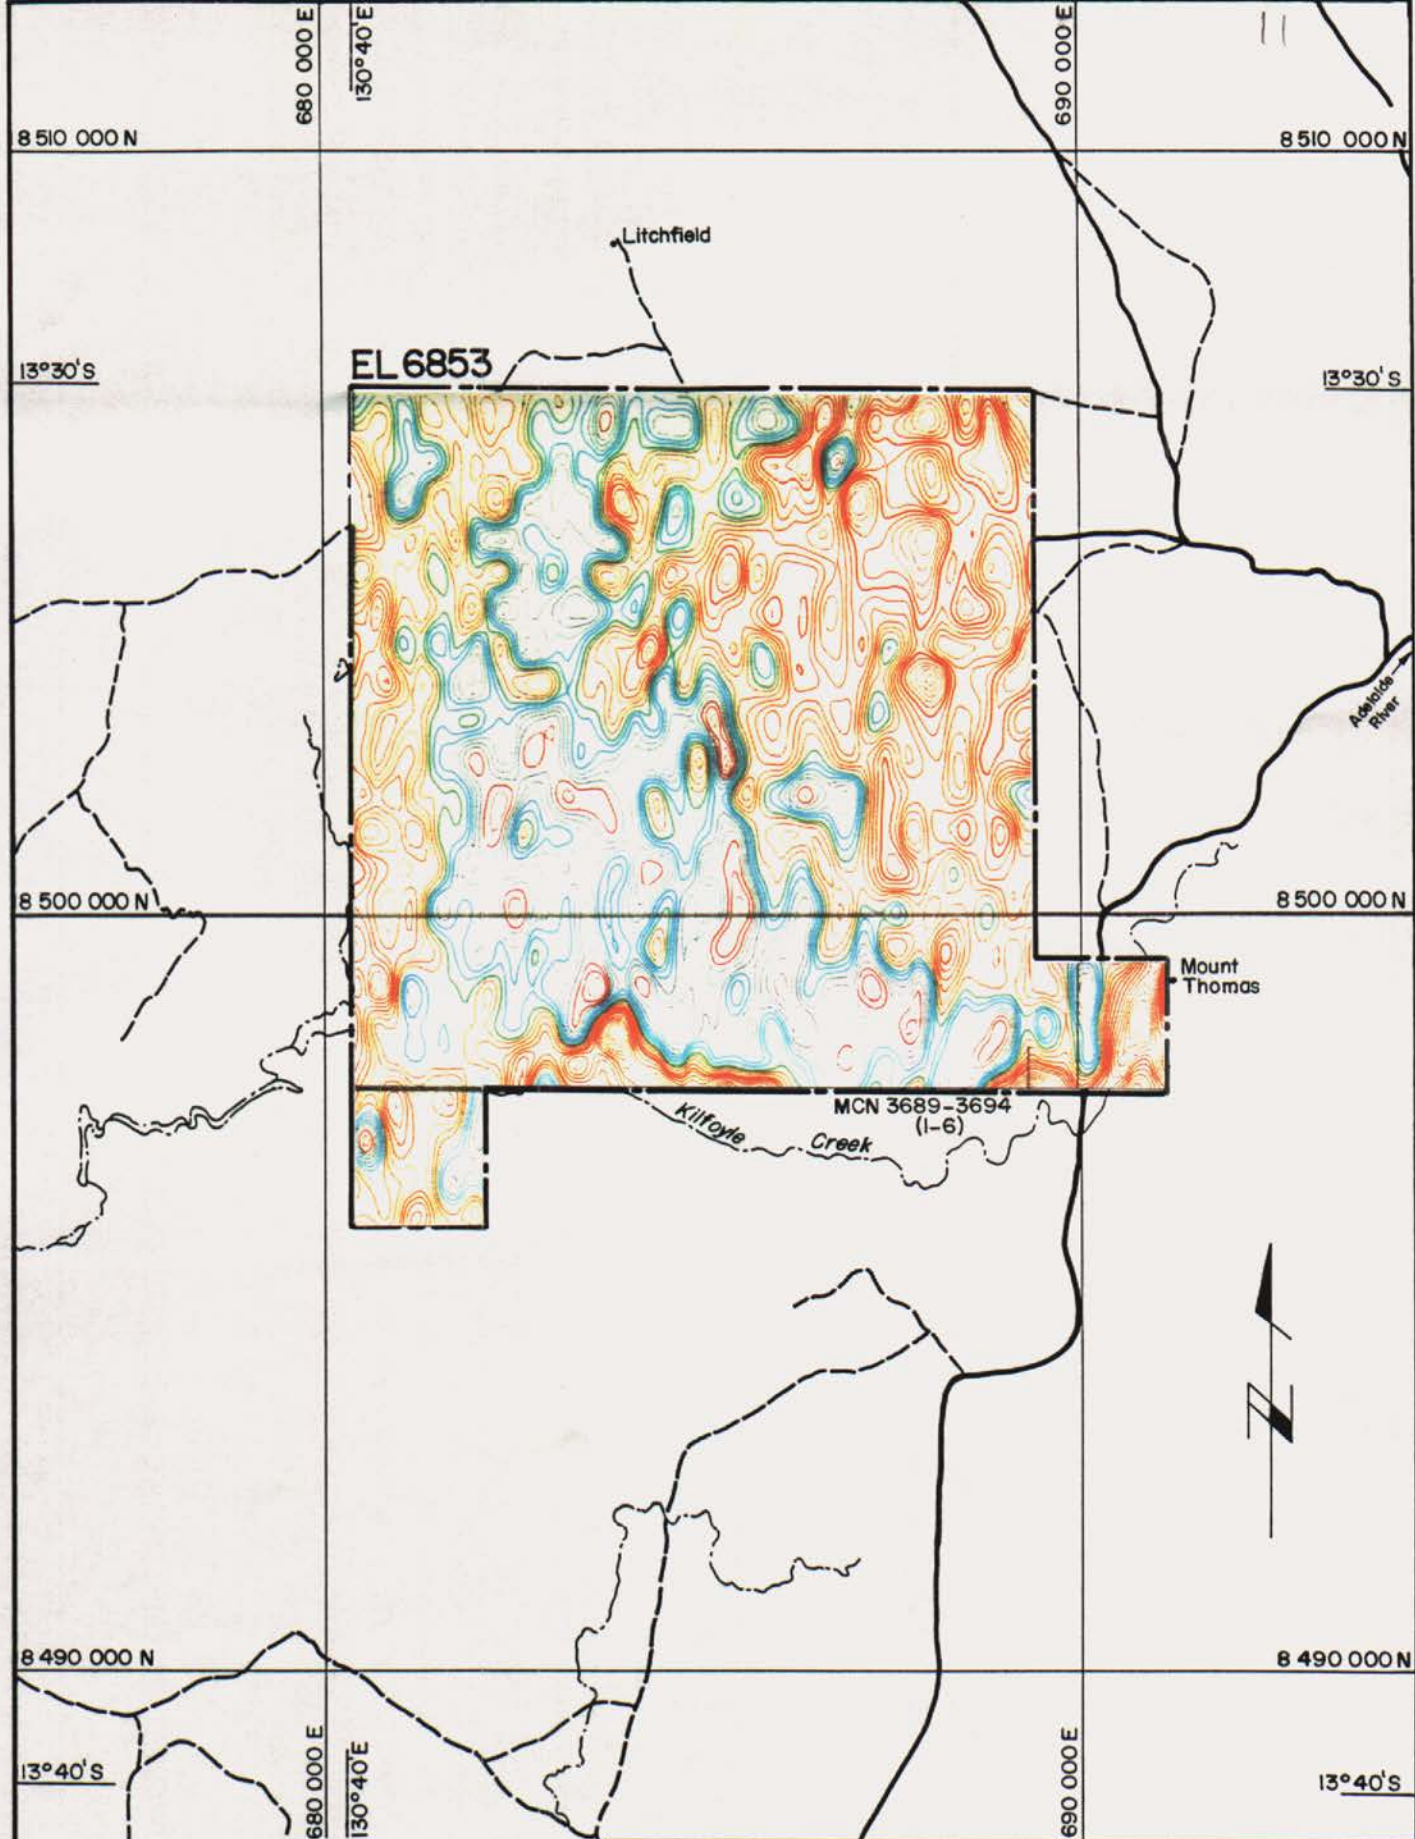 680 000 E
130°40'E
690 000 E
11
8 510 000 N
8 510 000 N
Litchfield
13°30'S
EL 6853
13°30'S
Adelaide
River
8 500 000 N
8 500 000 N
Mount
Thomas
MCN 3689-3694
(1-6)
Kilfoyle Creek
N
8 490 000 N
8 490 000 N
680 000 E
130°40'E
690 000 E
13°40'S
13°40'S